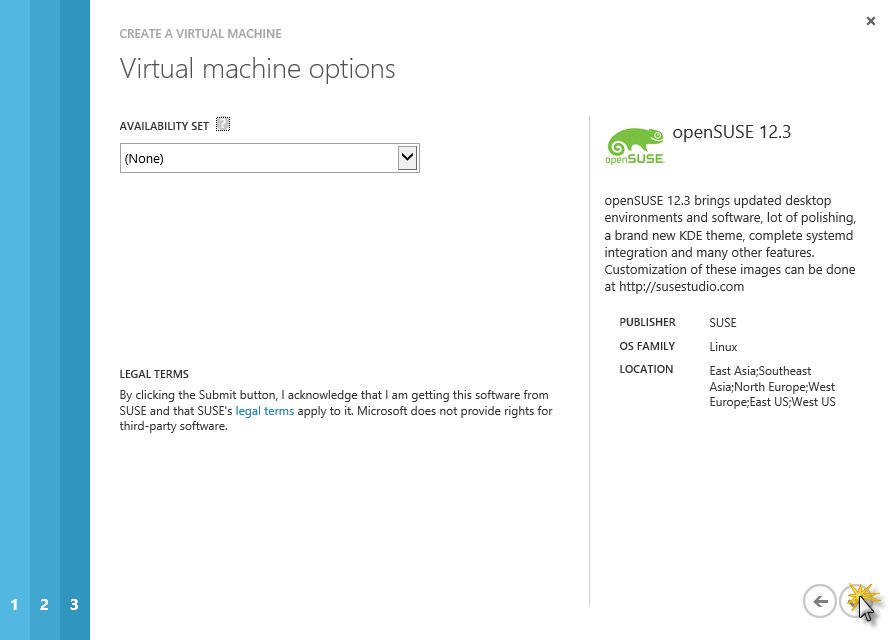 CREATE A VIRTUAL MACHINE
Virtual machine options
AVAILABILITY SET ?
(None)
LEGAL TERMS
By clicking the Submit button, I acknowledge that I am getting this software from
SUSE and that SUSE's legal terms apply to it. Microsoft does not provide rights for
third-party software.
openSUSE
openSUSE 12.3
openSUSE 12.3 brings updated desktop
environments and software, lot of polishing,
a brand new KDE theme, complete systemd
integration and many other features.
Customization of these images can be done
at http://susestudio.com
PUBLISHER SUSE
OS FAMILY Linux
LOCATION East Asia;Southeast
Asia;North Europe;West
Europe;East US;West US
1 2 3